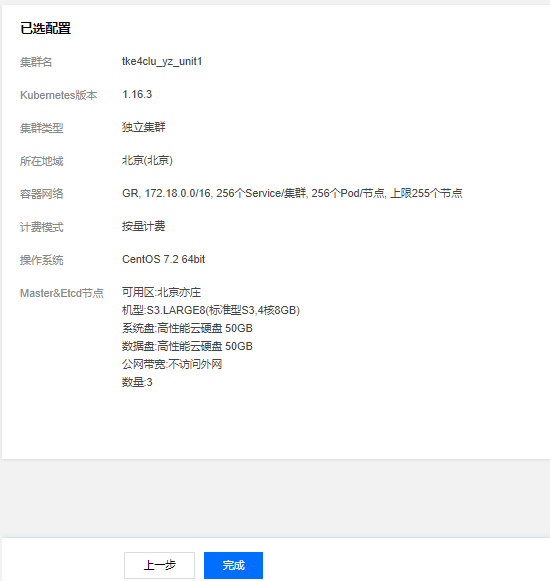 已选配置
集群名 tke4clu_yz_unit1
Kubernetes版本 1.16.3
集群类型 独立集群
所在地域 北京(北京)
容器网络 GR, 172.18.0.0/16, 256个Service/集群, 256个Pod/节点, 上限255个节点
计费模式 按量计费
操作系统 CentOS 7.2 64bit
Master&Etcd节点 可用区:北京亦庄
机型:S3.LARGE8(标准型S3,4核8GB)
系统盘:高性能云硬盘 50GB
数据盘:高性能云硬盘 50GB
公网带宽:不访问外网
数量:3
上一步 完成